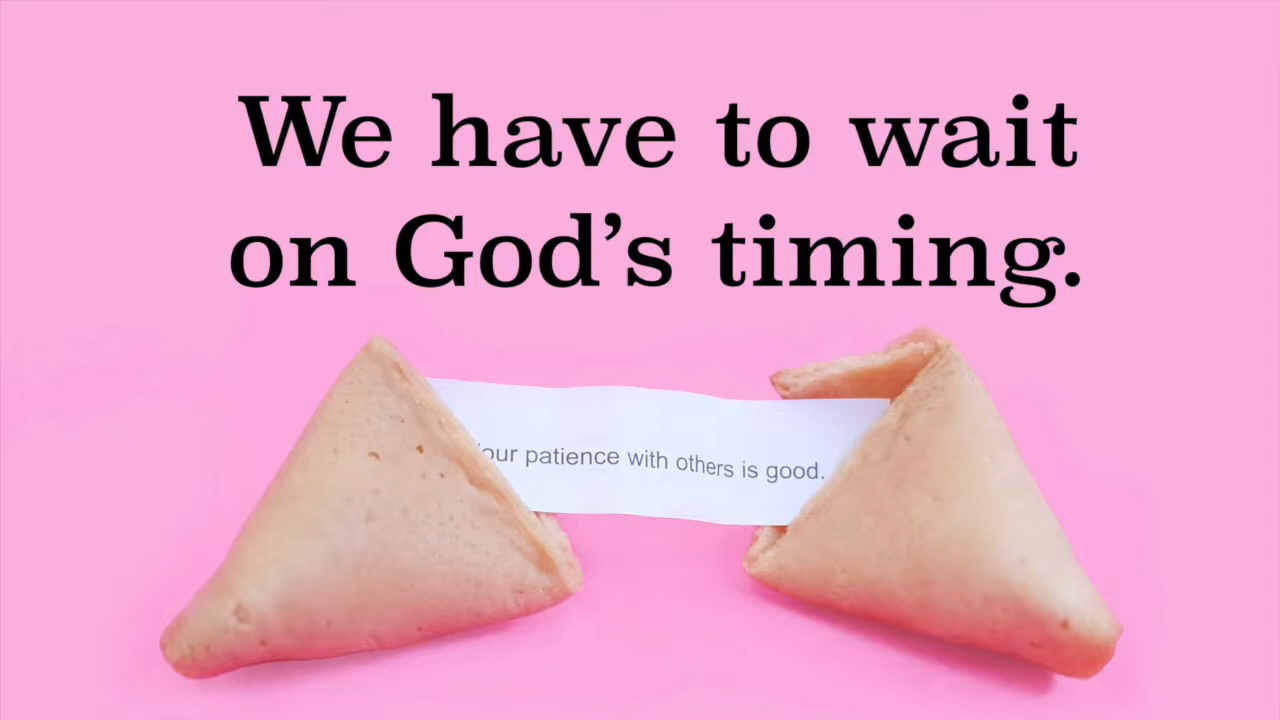 We have to wait
on God’s timing.
our patience with others is good.